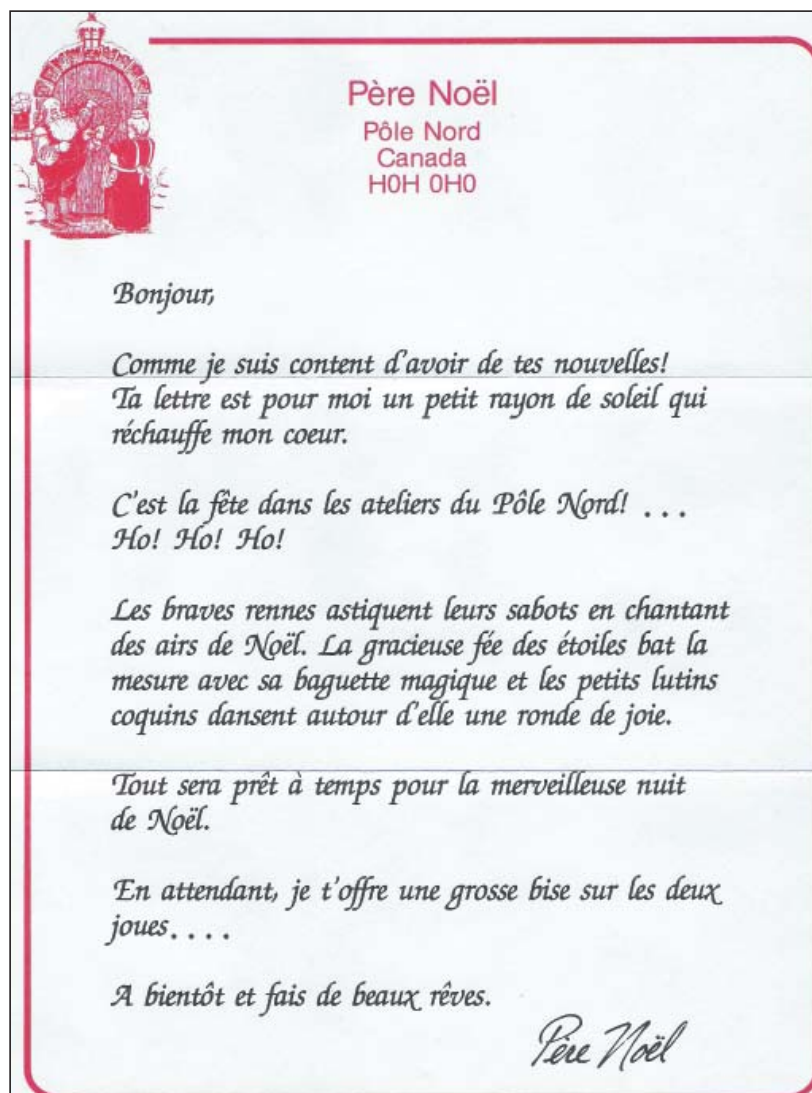 Père Noël
Pôle Nord
Canada
H0H 0H0
Bonjour,
Comme je suis content d'avoir de tes nouvelles!
Ta lettre est pour moi un petit rayon de soleil qui
réchauffe mon coeur.
C'est la fête dans les ateliers du Pôle Nord! . . .
Ho! Ho! Ho!
Les braves rennes astiquent leurs sabots en chantant
des airs de Noël. La gracieuse fée des étoiles bat la
mesure avec sa baguette magique et les petits lutins
coquins dansent autour d'elle une ronde de joie.
Tout sera prêt à temps pour la merveilleuse nuit
de Noël.
En attendant, je t'offre une grosse bise sur les deux
joues. . . .
A bientôt et fais de beaux rêves.
Père Noël